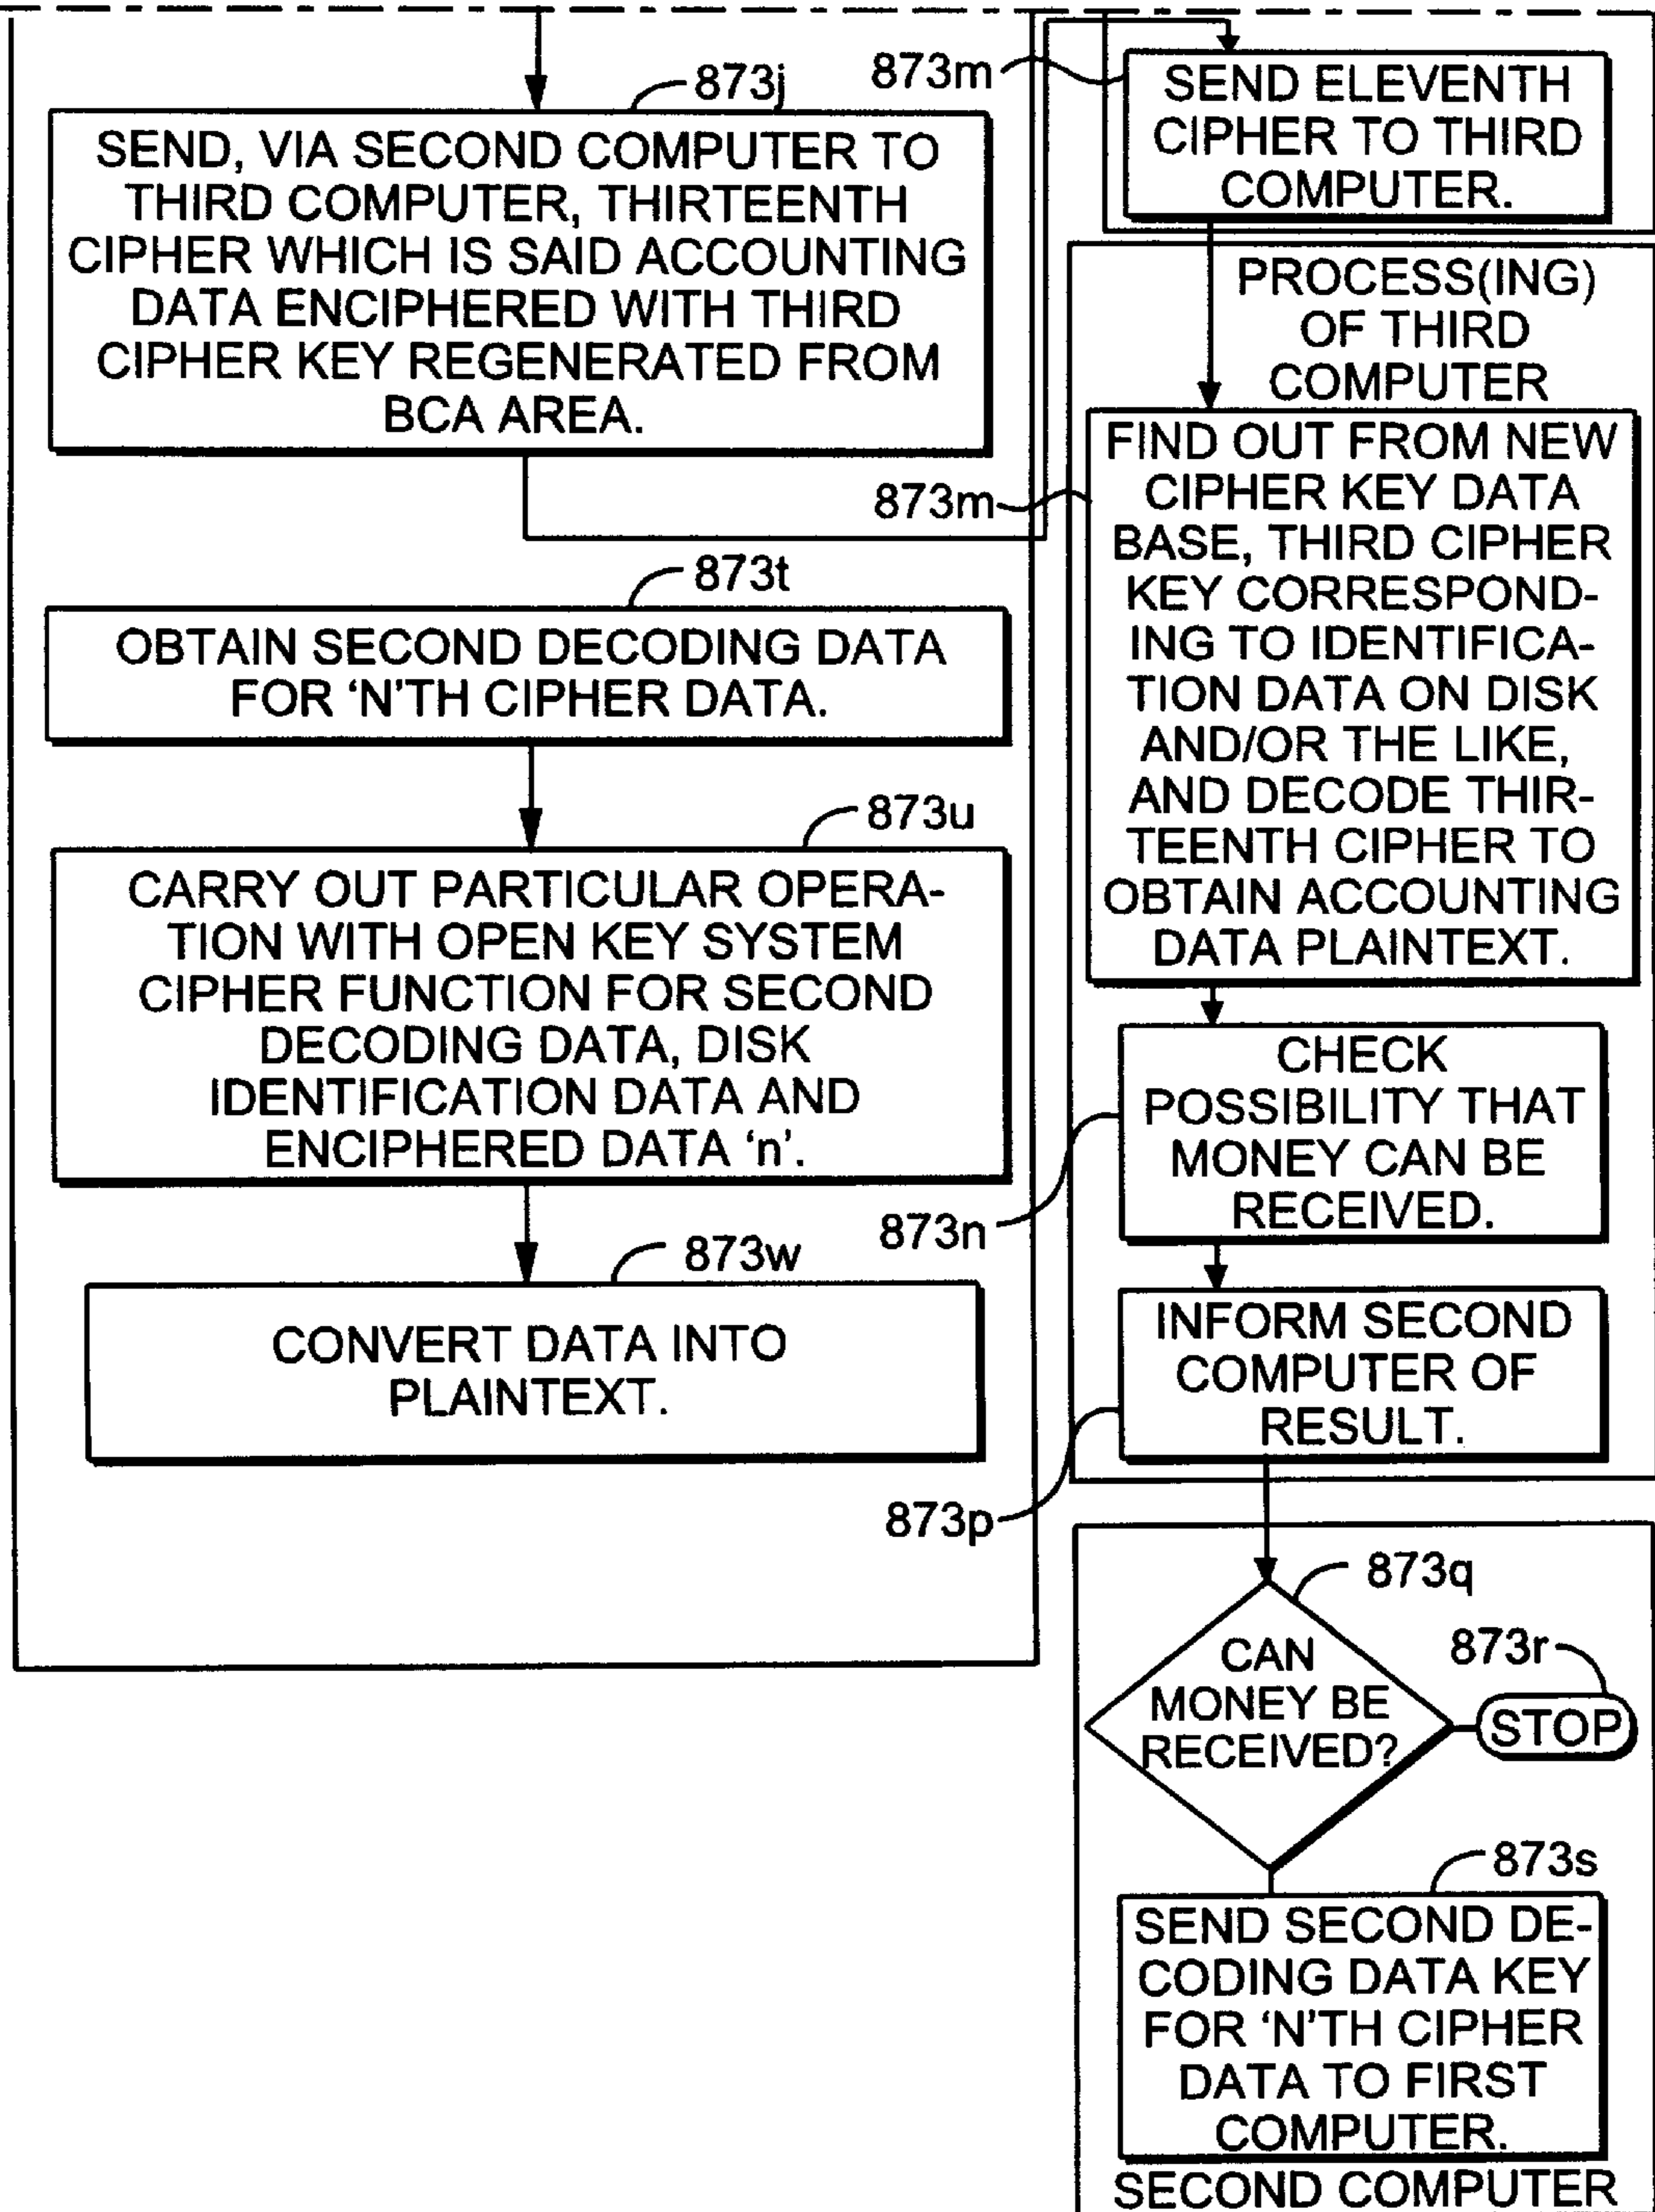 873j
SEND, VIA SECOND COMPUTER TO
THIRD COMPUTER, THIRTEENTH
CIPHER WHICH IS SAID ACCOUNTING
DATA ENCIPHERED WITH THIRD
CIPHER KEY REGENERATED FROM
BCA AREA.
873t
OBTAIN SECOND DECODING DATA
FOR ‘N’TH CIPHER DATA.
873u
CARRY OUT PARTICULAR OPERA-
TION WITH OPEN KEY SYSTEM
CIPHER FUNCTION FOR SECOND
DECODING DATA, DISK
IDENTIFICATION DATA AND
ENCIPHERED DATA ‘n’.
873w
CONVERT DATA INTO
PLAINTEXT.
873m
SEND ELEVENTH
CIPHER TO THIRD
COMPUTER.
PROCESS(ING)
OF THIRD
COMPUTER
873m
FIND OUT FROM NEW
CIPHER KEY DATA
BASE, THIRD CIPHER
KEY CORRESPOND-
ING TO IDENTIFICA-
TION DATA ON DISK
AND/OR THE LIKE,
AND DECODE THIR-
TEENTH CIPHER TO
OBTAIN ACCOUNTING
DATA PLAINTEXT.
873n
CHECK
POSSIBILITY THAT
MONEY CAN BE
RECEIVED.
873p
INFORM SECOND
COMPUTER OF
RESULT.
873q
CAN
MONEY BE
RECEIVED?
873r
STOP
873s
SEND SECOND DE-
CODING DATA KEY
FOR ‘N’TH CIPHER
DATA TO FIRST
COMPUTER.
SECOND COMPUTER